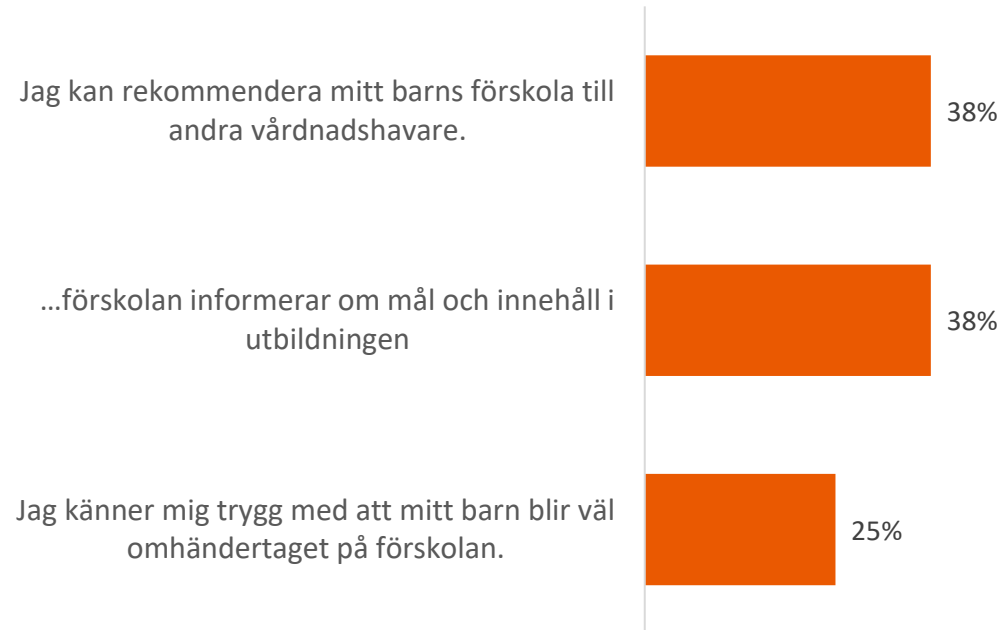 Jag kan rekommendera mitt barns förskola till
andra vårdnadshavare.
38%
...förskolan informerar om mål och innehåll i
utbildningen
38%
Jag känner mig trygg med att mitt barn blir väl
omhändertaget på förskolan.
25%